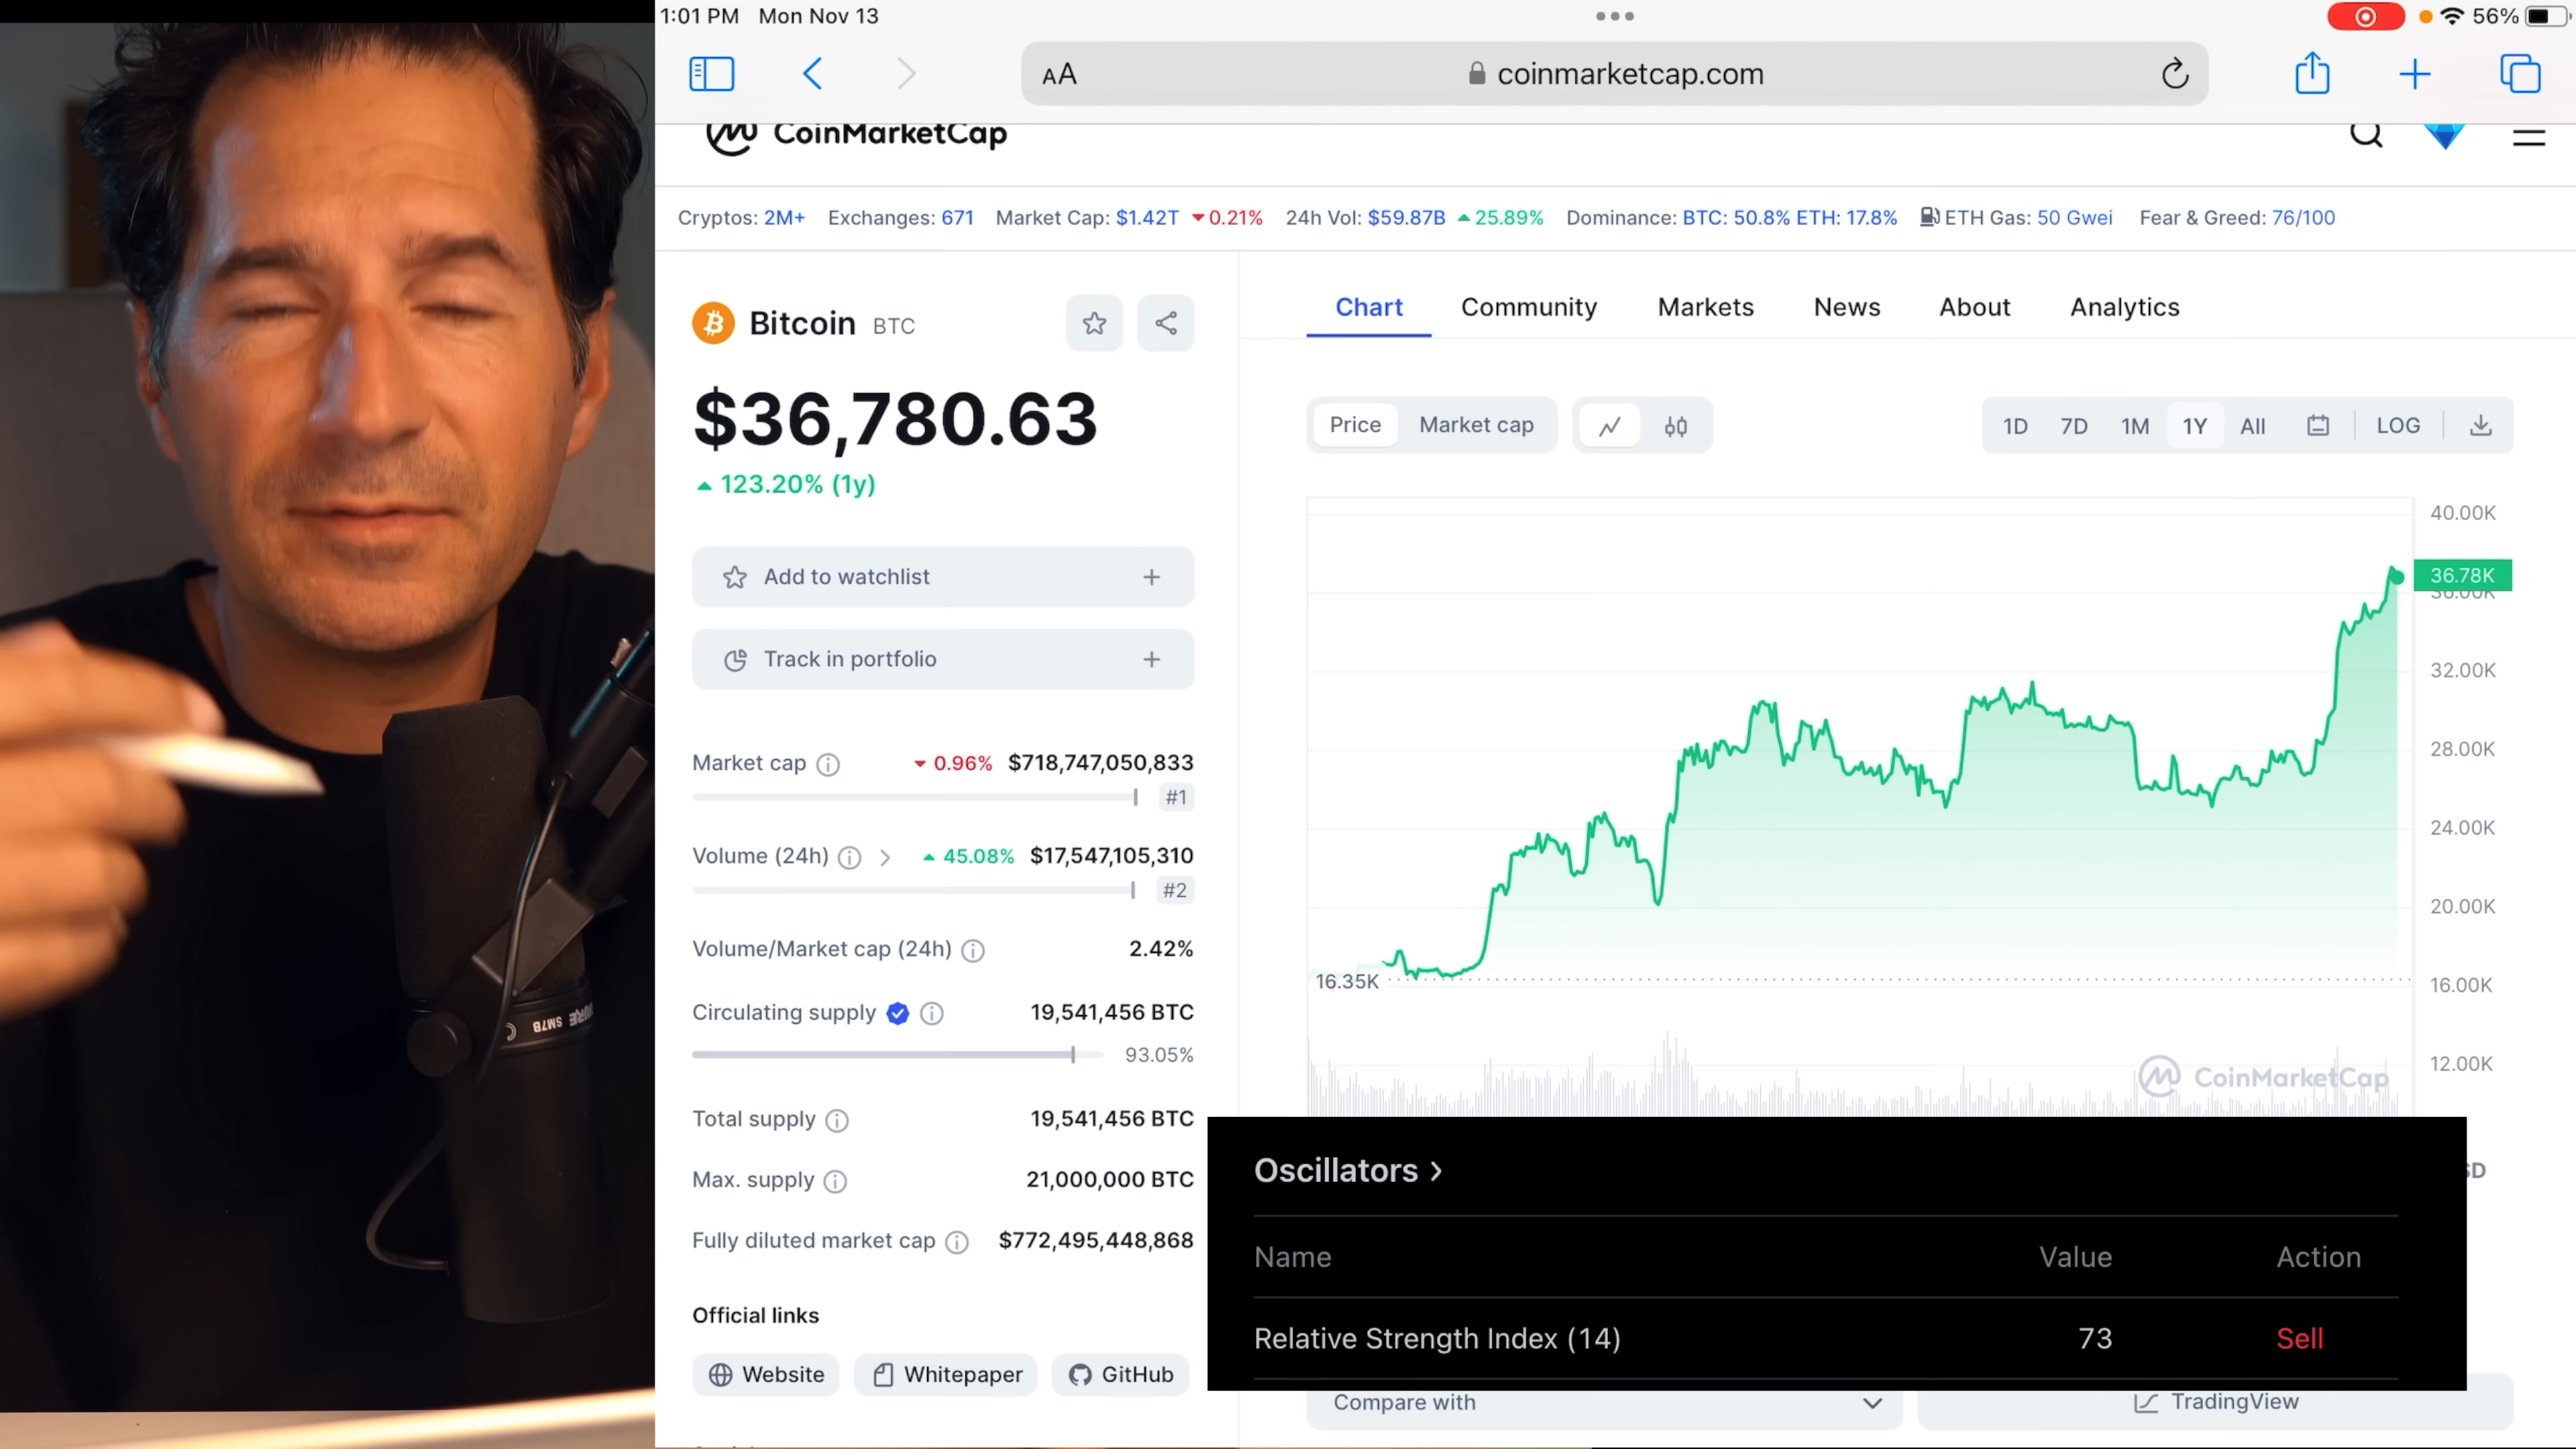 1:01 PM Mon Nov 13
56%
AA
coinmarketcap.com
CoinMarketCap
Cryptos: 2M+ Exchanges: 671 Market Cap: $1.42T 0.21% 24h Vol: $59.87B 25.89% Dominance: BTC: 50.8% ETH: 17.8% ETH Gas: 50 Gwei Fear & Greed: 76/100
Bitcoin BTC
$36,780.63
123.20% (1y)
Add to watchlist +
Track in portfolio +
Market cap 0.96% $718,747,050,833
#1
Volume (24h) 45.08% $17,547,105,310
#2
Volume/Market cap (24h) 2.42%
Circulating supply 19,541,456 BTC
93.05%
Total supply 19,541,456 BTC
Max. supply 21,000,000 BTC
Fully diluted market cap $772,495,448,868
Official links
Website Whitepaper GitHub
Chart Community Markets News About Analytics
Price Market cap
1D 7D 1M 1Y All LOG
40.00K
36.78K
36.00K
32.00K
28.00K
24.00K
20.00K
16.35K
16.00K
12.00K
CoinMarketCap
Oscillators >
Name Value Action
Relative Strength Index (14) 73 Sell
Compare with
TradingView
SM7B